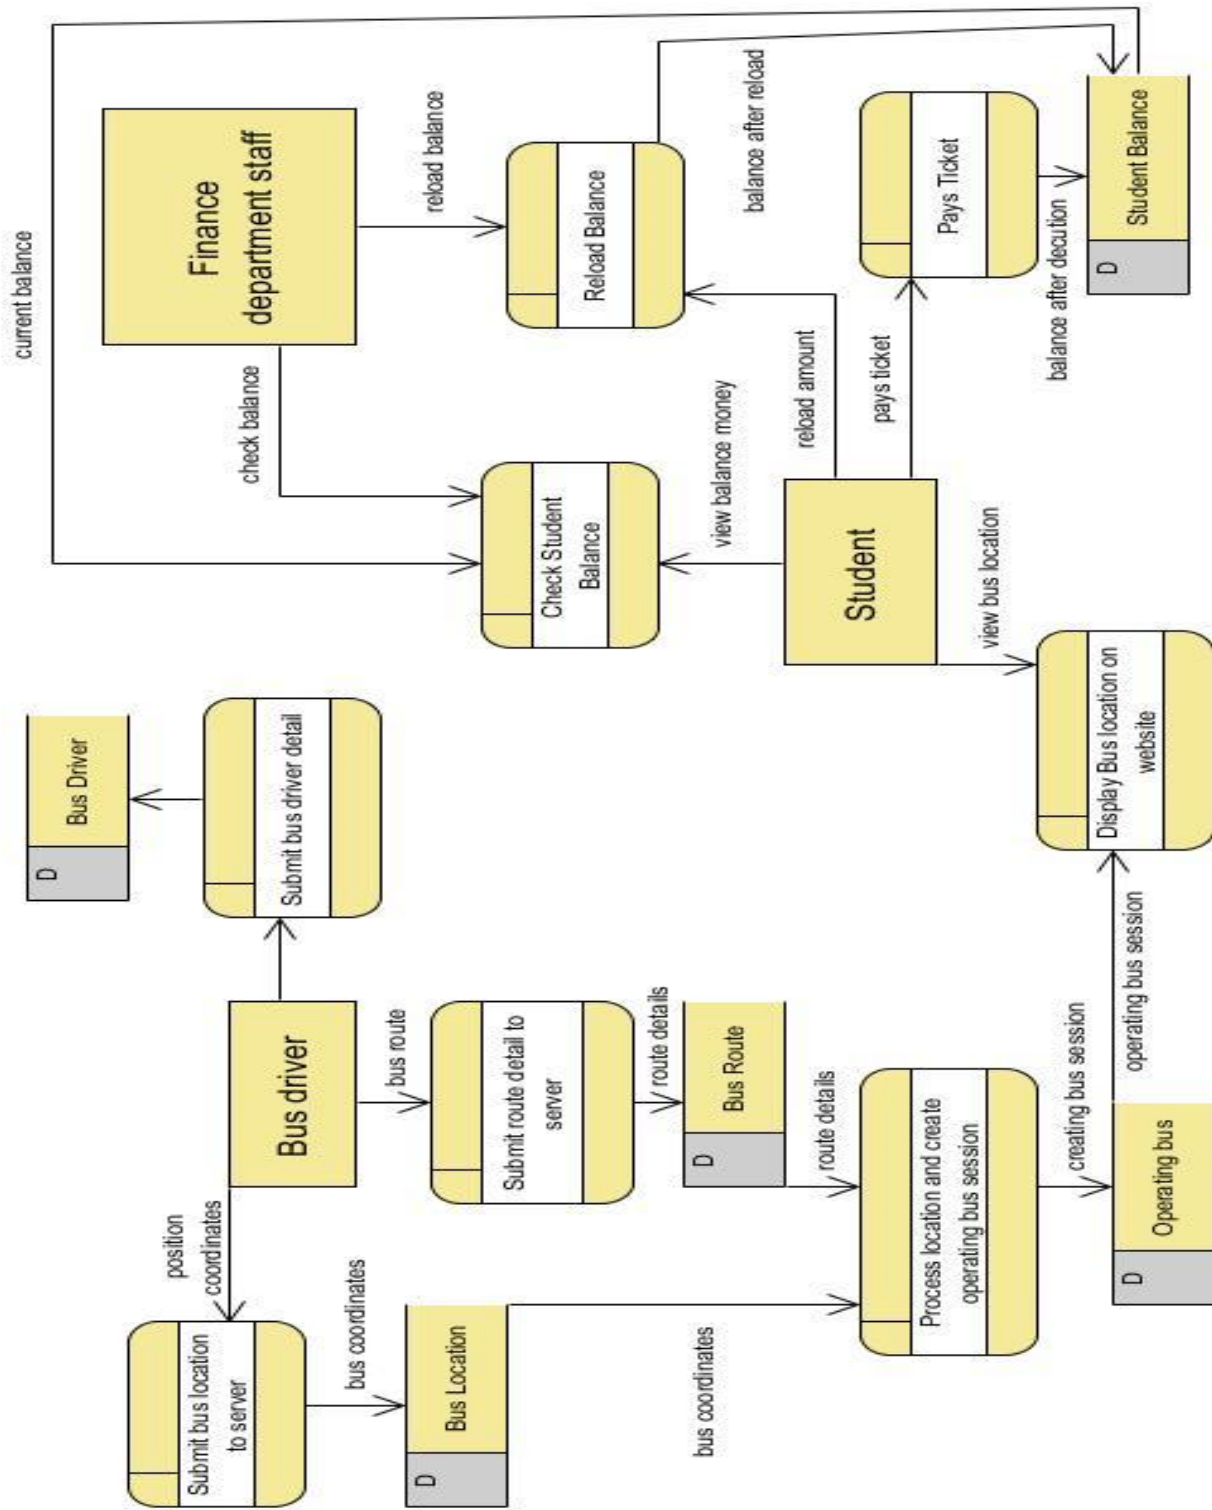 Submit bus location
to server
position
coordinates
Bus driver
Submit bus driver detail
D
Bus Driver
bus coordinates
D
Bus Location
bus route
Submit route detail to
server
route details
D
Bus Route
bus coordinates
route details
Process location and create
operating bus session
creating bus session
D
Operating bus
operating bus session
Display Bus location on
website
view bus location
Student
view balance money
Check Student
Balance
current balance
check balance
Finance
department staff
reload balance
Reload Balance
reload amount
balance after reload
pays ticket
Pays Ticket
balance after decution
D
Student Balance